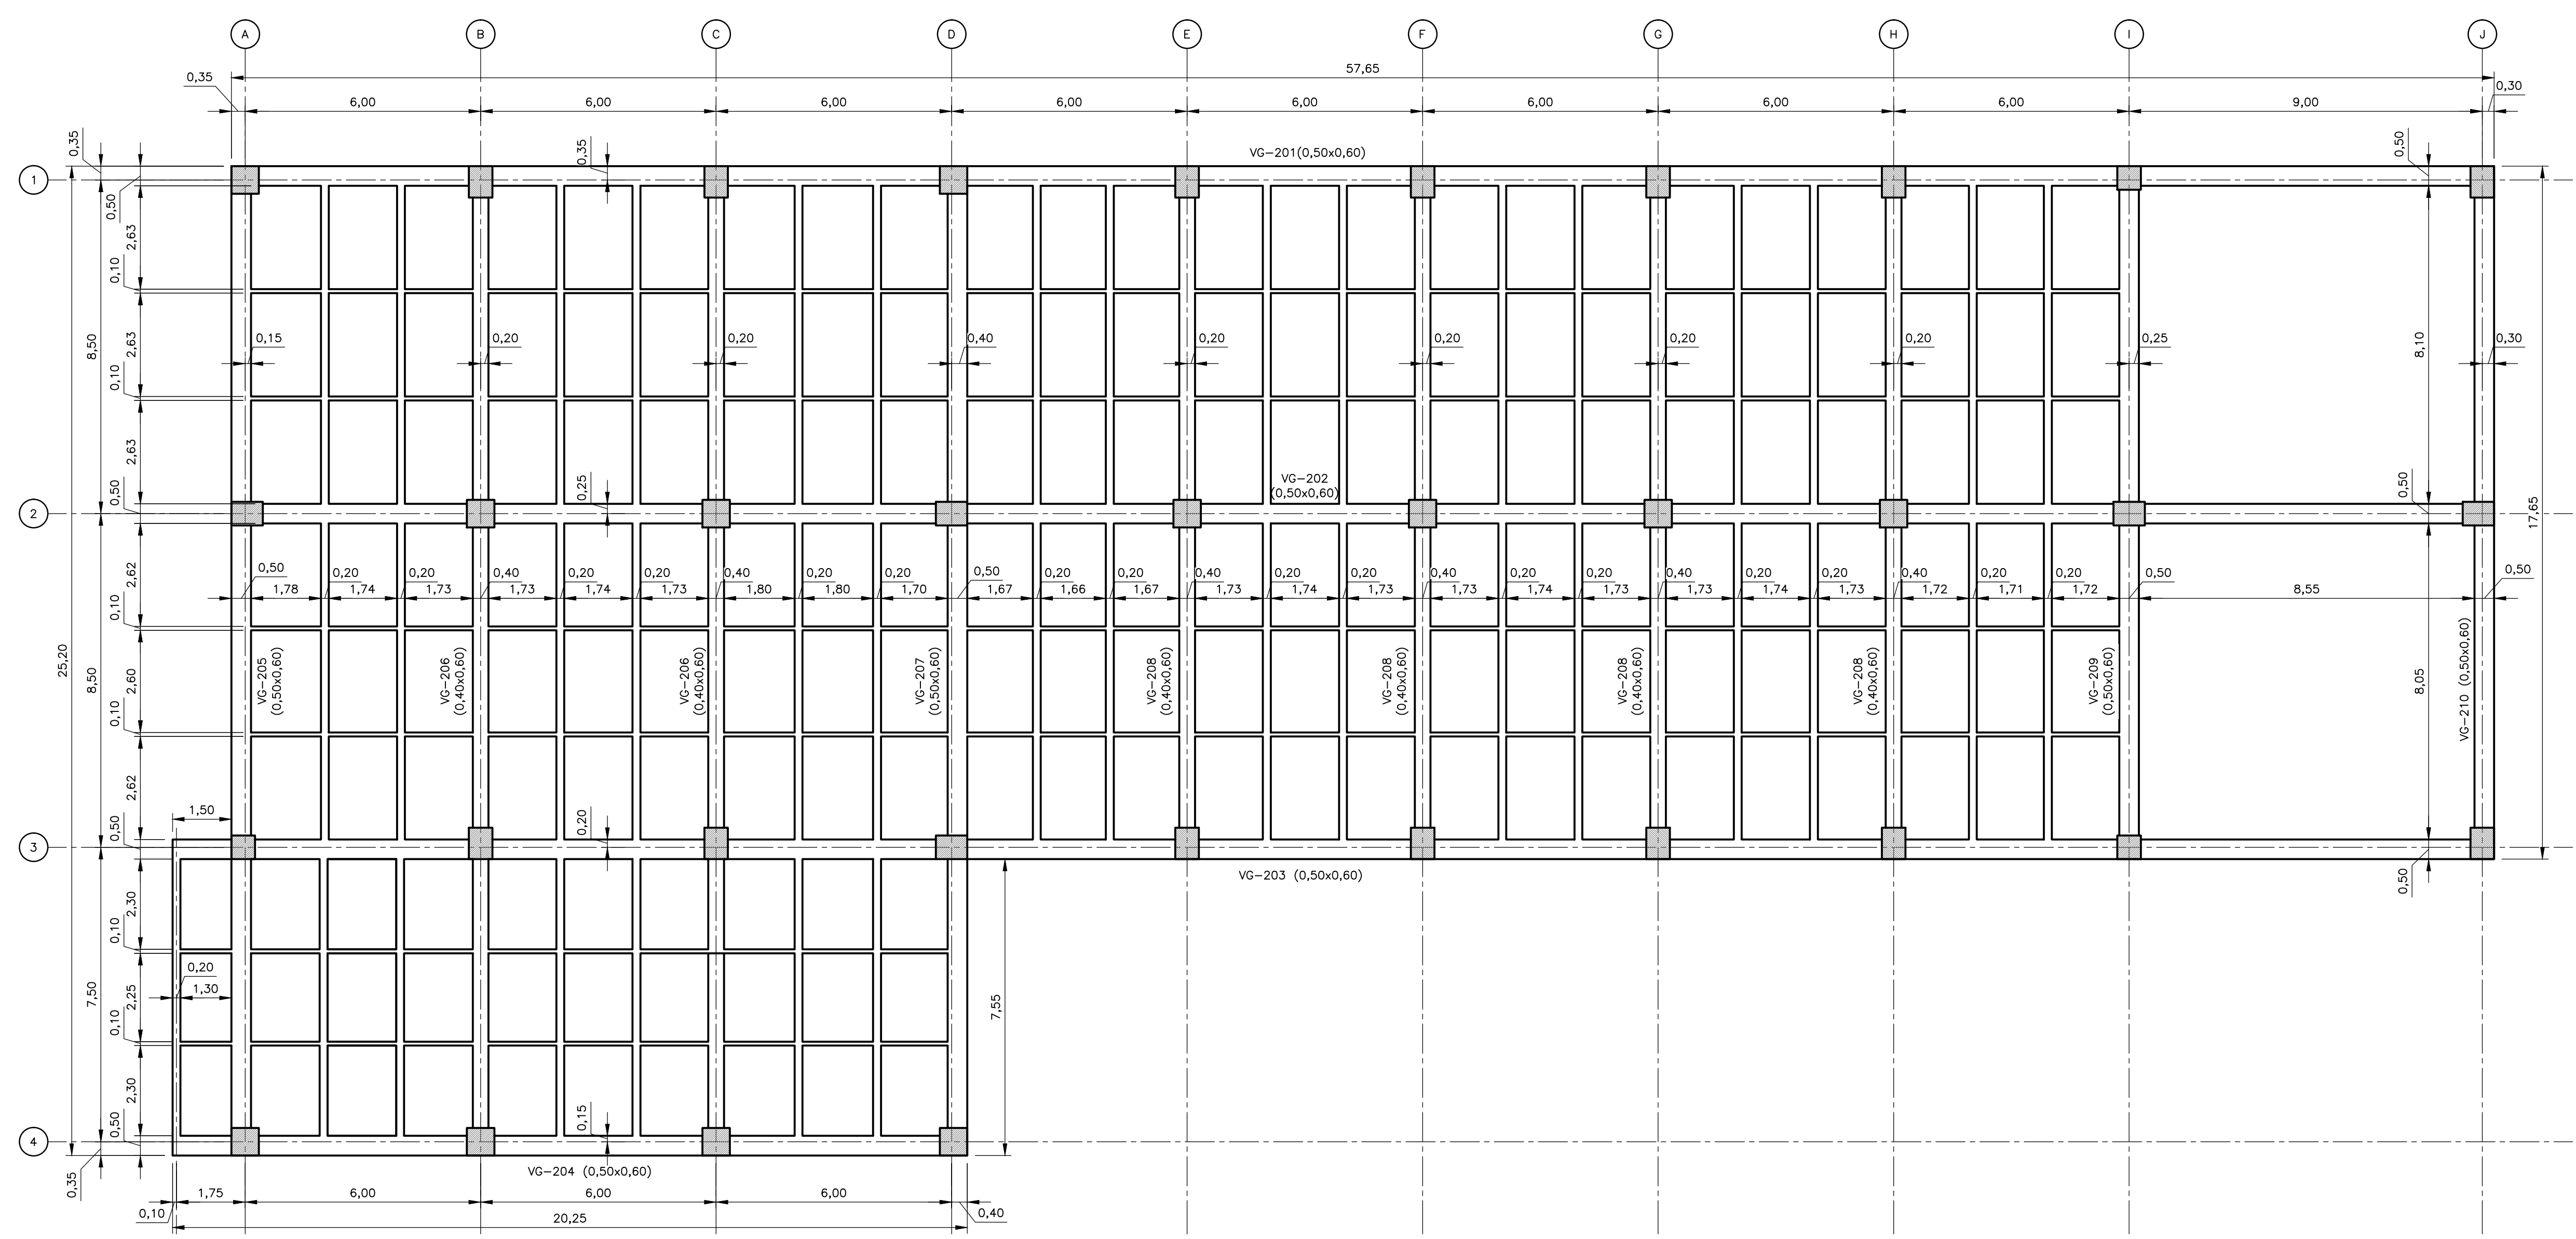 A B C D E F G H I J
57,65
0,35
6,00 6,00 6,00 6,00 6,00 6,00 6,00 6,00 9,00
0,30
0,35
0,35
0,50
VG-201(0,50x0,60)
1
0,50
2,63
0,10
2,63
8,50
0,15 0,20 0,20 0,40 0,20 0,20 0,20 0,20 0,25 0,30
8,10
0,10
2,63
VG-202
(0,50x0,60)
0,50
0,25
0,50
2
17,65
2,62
0,50 0,20 0,20 0,40 0,20 0,20 0,40 0,20 0,20 0,50 0,20 0,20 0,40 0,20 0,20 0,40 0,20 0,20 0,40 0,20 0,20 0,40 0,20 0,20 0,50 0,50
1,78 1,74 1,73 1,73 1,74 1,73 1,80 1,80 1,70 1,67 1,66 1,67 1,73 1,74 1,73 1,73 1,74 1,73 1,73 1,74 1,73 1,72 1,71 1,72 8,55
0,10
25,20
8,50
2,60
VG-205
(0,50x0,60)
VG-206
(0,40x0,60)
VG-206
(0,40x0,60)
VG-207
(0,50x0,60)
VG-208
(0,40x0,60)
VG-208
(0,40x0,60)
VG-208
(0,40x0,60)
VG-208
(0,40x0,60)
VG-209
(0,50x0,60)
VG-210 (0,50x0,60)
8,05
0,10
2,62
1,50
0,50
0,20
3
0,50
VG-203 (0,50x0,60)
2,30
0,10
0,20
1,30
7,50
2,25
7,55
0,10
2,30
0,50
0,15
4
0,35
VG-204 (0,50x0,60)
1,75 6,00 6,00 6,00
0,10
0,40
20,25